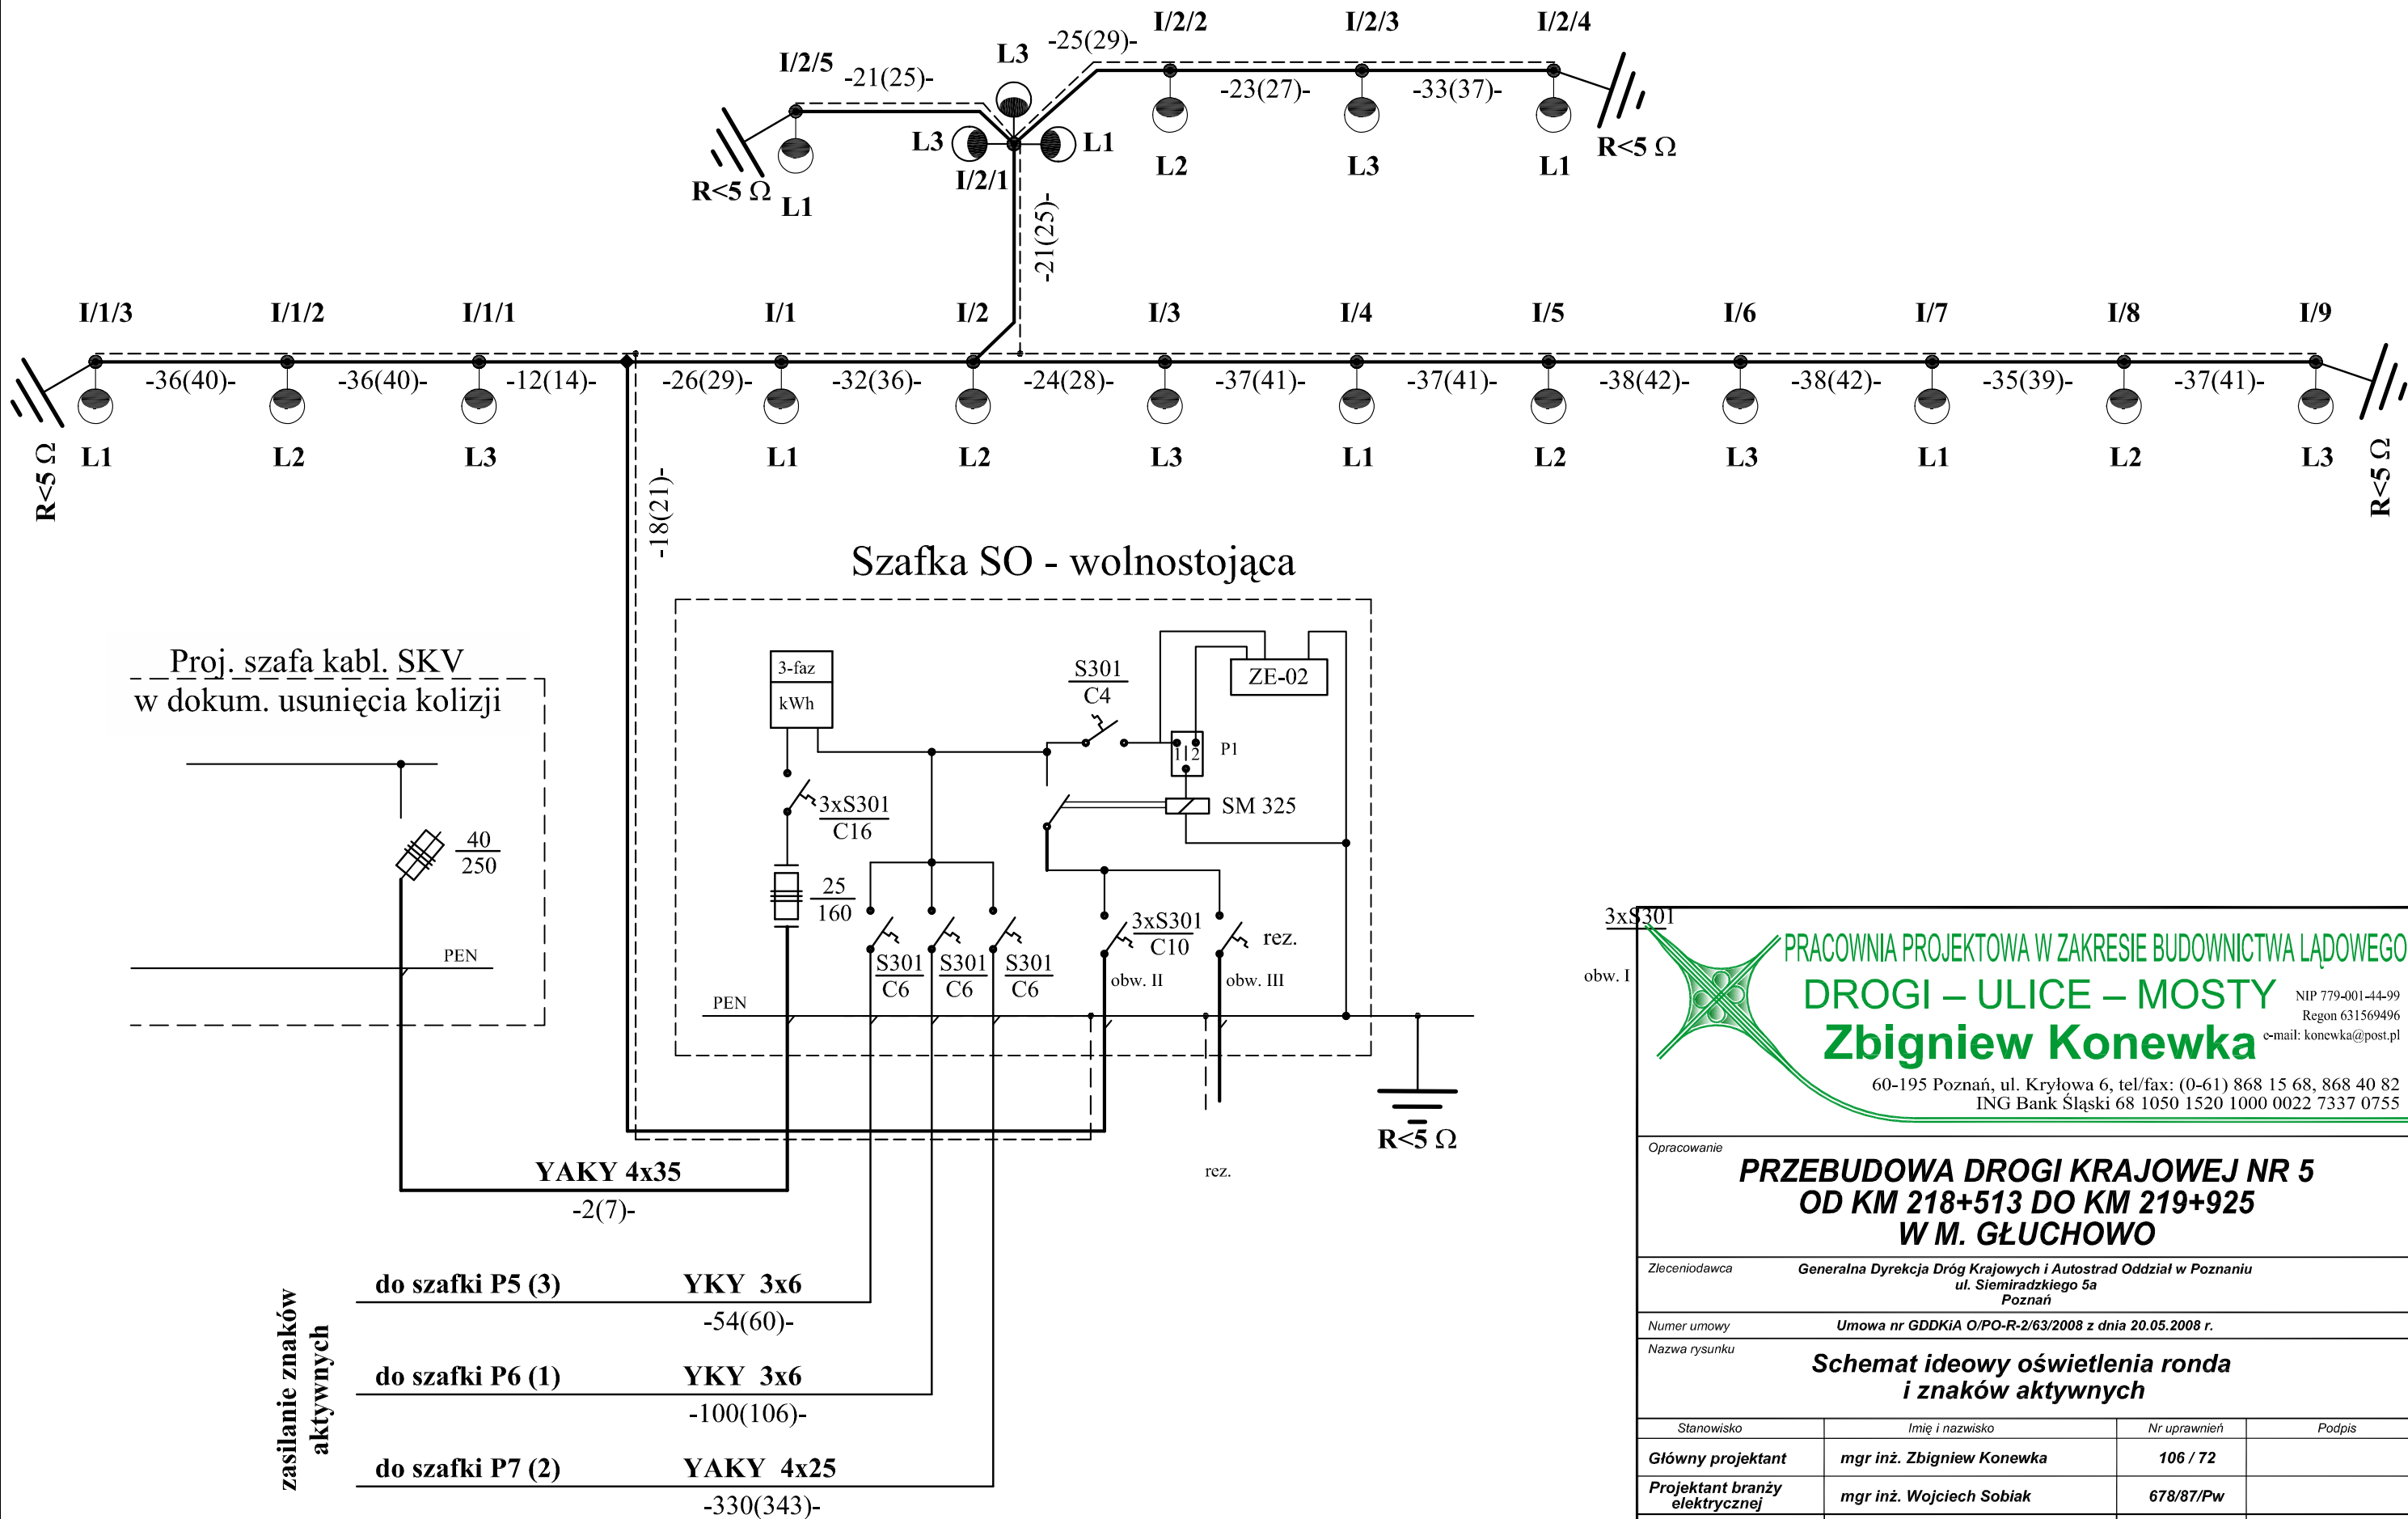 I/2/2 I/2/3 I/2/4
L3 -25(29)-
I/2/5 -21(25)-
-23(27)- -33(37)-
L3 L1
R<5 Ω
L2 L3 L1
I/2/1
R<5 Ω L1
-21(25)-
I/1/3 I/1/2 I/1/1 I/1 I/2 I/3 I/4 I/5 I/6 I/7 I/8 I/9
-36(40)- -36(40)- -12(14)- -26(29)- -32(36)- -24(28)- -37(41)- -37(41)- -38(42)- -38(42)- -35(39)- -37(41)-
R<5 Ω
L1 L2 L3 L1 L2 L3 L1 L2 L3 L1 L2 L3
R<5 Ω
-18(21)-
Szafka SO - wolnostojąca
Proj. szafa kabl. SKV
w dokum. usunięcia kolizji
40
250
PEN
3-faz
kWh
3xS301
C16
25
160
S301
C4
ZE-02
1 2
P1
SM 325
S301
C6
S301
C6
S301
C6
3xS301
C10
obw. II
rez.
obw. III
PEN
R<5 Ω
rez.
YAKY 4x35
-2(7)-
zasilanie znaków
aktywnych
do szafki P5 (3) YKY 3x6
-54(60)-
do szafki P6 (1) YKY 3x6
-100(106)-
do szafki P7 (2) YAKY 4x25
-330(343)-
3xS301
obw. I
PRACOWNIA PROJEKTOWA W ZAKRESIE BUDOWNICTWA LĄDOWEGO
DROGI – ULICE – MOSTY
Zbigniew Konewka
NIP 779-001-44-99
Regon 631569496
e-mail: konewka@post.pl
60-195 Poznań, ul. Kryłowa 6, tel/fax: (0-61) 868 15 68, 868 40 82
ING Bank Śląski 68 1050 1520 1000 0022 7337 0755
Opracowanie
PRZEBUDOWA DROGI KRAJOWEJ NR 5
OD KM 218+513 DO KM 219+925
W M. GŁUCHOWO
Zleceniodawca
Generalna Dyrekcja Dróg Krajowych i Autostrad Oddział w Poznaniu
ul. Siemiradzkiego 5a
Poznań
Numer umowy Umowa nr GDDKiA O/PO-R-2/63/2008 z dnia 20.05.2008 r.
Nazwa rysunku
Schemat ideowy oświetlenia ronda
i znaków aktywnych
Stanowisko Imię i nazwisko Nr uprawnień Podpis
Główny projektant mgr inż. Zbigniew Konewka 106 / 72
Projektant branży
elektrycznej mgr inż. Wojciech Sobiak 678/87/Pw